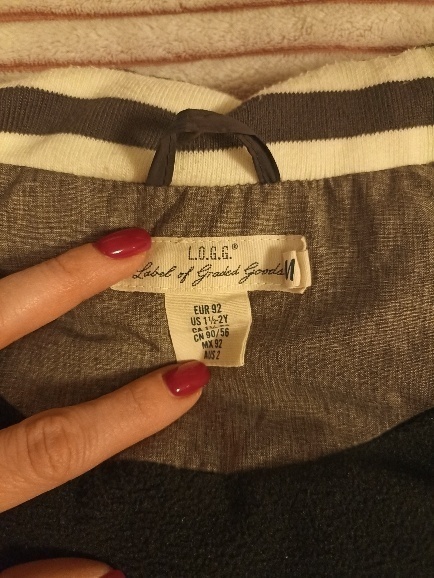 L.O.G.G.®
Label of Graded Goods
EUR 92
US 1½-2Y
CN 90/56
MX 92
AUS 2